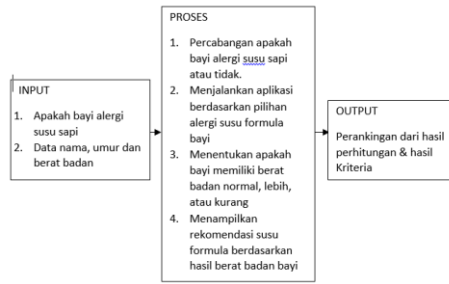 INPUT
1. Apakah bayi alergi
susu sapi
2. Data nama, umur dan
berat badan
PROSES
1. Percabangan apakah
bayi alergi susu sapi
atau tidak.
2. Menjalankan aplikasi
berdasarkan pilihan
alergi susu formula
bayi
3. Menentukan apakah
bayi memiliki berat
badan normal, lebih,
atau kurang
4. Menampilkan
rekomendasi susu
formula berdasarkan
hasil berat badan bayi
OUTPUT
Perankingan dari hasil
perhitungan & hasil
Kriteria